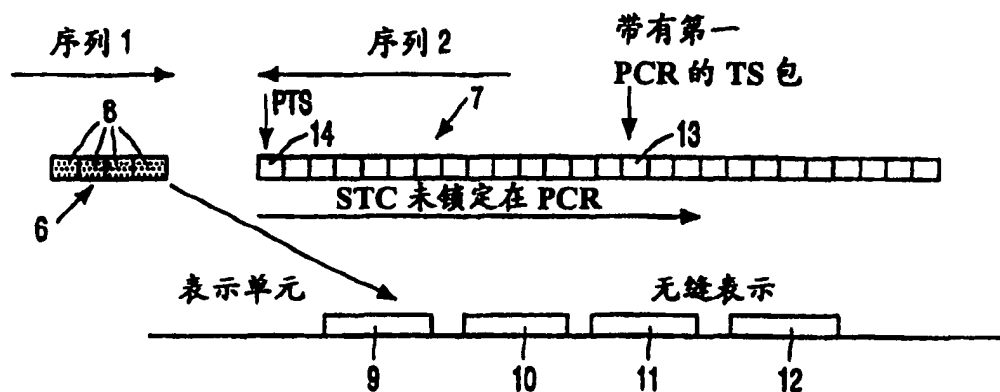 序列 1
序列 2
带有第一
PCR 的 TS 包
8
PTS
14
7
13
6
STC 未锁定在 PCR
表示单元
无缝表示
9
10
11
12